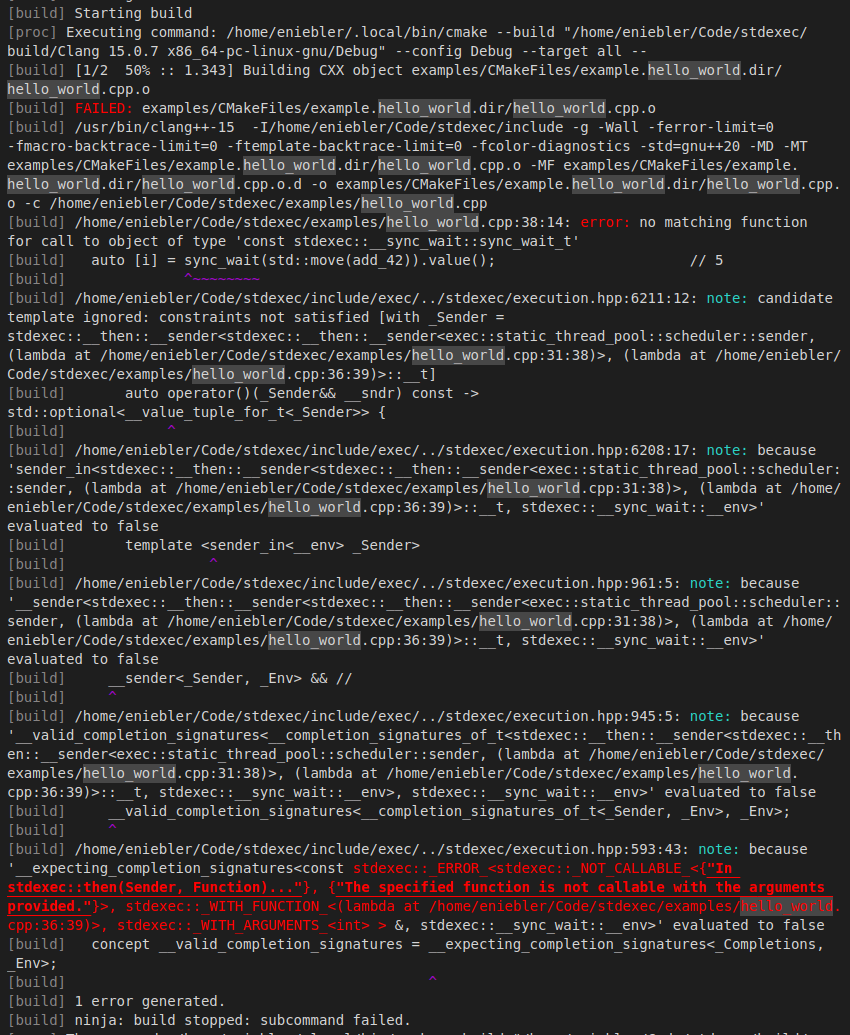 [build] Starting build
[proc] Executing command: /home/eniebler/.local/bin/cmake --build "/home/eniebler/Code/stdexec/
build/Clang 15.0.7 x86_64-pc-linux-gnu/Debug" --config Debug --target all --
[build] [1/2  50% :: 1.343] Building CXX object examples/CMakeFiles/example.hello_world.dir/
hello_world.cpp.o
[build] FAILED: examples/CMakeFiles/example.hello_world.dir/hello_world.cpp.o
[build] /usr/bin/clang++-15  -I/home/eniebler/Code/stdexec/include -g -Wall -ferror-limit=0
-fmacro-backtrace-limit=0 -ftemplate-backtrace-limit=0 -fcolor-diagnostics -std=gnu++20 -MD -MT
examples/CMakeFiles/example.hello_world.dir/hello_world.cpp.o -MF examples/CMakeFiles/example.
hello_world.dir/hello_world.cpp.o.d -o examples/CMakeFiles/example.hello_world.dir/hello_world.cpp.
o -c /home/eniebler/Code/stdexec/examples/hello_world.cpp
[build] /home/eniebler/Code/stdexec/examples/hello_world.cpp:38:14: error: no matching function
for call to object of type 'const stdexec::__sync_wait::sync_wait_t'
[build]   auto [i] = sync_wait(std::move(add_42)).value();                       // 5
[build]              ^~~~~~~~~
[build] /home/eniebler/Code/stdexec/include/exec/../stdexec/execution.hpp:6211:12: note: candidate
template ignored: constraints not satisfied [with _Sender =
stdexec::__then::__sender<stdexec::__then::__sender<exec::static_thread_pool::scheduler::sender,
(lambda at /home/eniebler/Code/stdexec/examples/hello_world.cpp:31:38)>, (lambda at /home/eniebler/
Code/stdexec/examples/hello_world.cpp:36:39)>::__t]
[build]       auto operator()(_Sender&& __sndr) const ->
std::optional<__value_tuple_for_t<_Sender>> {
[build]            ^
[build] /home/eniebler/Code/stdexec/include/exec/../stdexec/execution.hpp:6208:17: note: because
'sender_in<stdexec::__then::__sender<stdexec::__then::__sender<exec::static_thread_pool::scheduler:
:sender, (lambda at /home/eniebler/Code/stdexec/examples/hello_world.cpp:31:38)>, (lambda at /home/
eniebler/Code/stdexec/examples/hello_world.cpp:36:39)>::__t, stdexec::__sync_wait::__env>'
evaluated to false
[build]       template <sender_in<__env> _Sender>
[build]                 ^
[build] /home/eniebler/Code/stdexec/include/exec/../stdexec/execution.hpp:961:5: note: because
'__sender<stdexec::__then::__sender<stdexec::__then::__sender<exec::static_thread_pool::scheduler::
sender, (lambda at /home/eniebler/Code/stdexec/examples/hello_world.cpp:31:38)>, (lambda at /home/
eniebler/Code/stdexec/examples/hello_world.cpp:36:39)>::__t, stdexec::__sync_wait::__env>'
evaluated to false
[build]     __sender<_Sender, _Env> && //
[build]     ^
[build] /home/eniebler/Code/stdexec/include/exec/../stdexec/execution.hpp:945:5: note: because
'__valid_completion_signatures<__completion_signatures_of_t<stdexec::__then::__sender<stdexec::__th
en::__sender<exec::static_thread_pool::scheduler::sender, (lambda at /home/eniebler/Code/stdexec/
examples/hello_world.cpp:31:38)>, (lambda at /home/eniebler/Code/stdexec/examples/hello_world.
cpp:36:39)>::__t, stdexec::__sync_wait::__env>, stdexec::__sync_wait::__env>' evaluated to false
[build]     __valid_completion_signatures<__completion_signatures_of_t<_Sender, _Env>, _Env>;
[build]     ^
[build] /home/eniebler/Code/stdexec/include/exec/../stdexec/execution.hpp:593:43: note: because
'__expecting_completion_signatures<const stdexec::_ERROR_<stdexec::_NOT_CALLABLE_<{"In
stdexec::then(Sender, Function)..."}, {"The specified function is not callable with the arguments
provided."}>, stdexec::_WITH_FUNCTION_<(lambda at /home/eniebler/Code/stdexec/examples/hello_world.
cpp:36:39)>, stdexec::_WITH_ARGUMENTS_<int> > &, stdexec::__sync_wait::__env>' evaluated to false
[build]   concept __valid_completion_signatures = __expecting_completion_signatures<_Completions,
_Env>;
[build]                                           ^
[build] 1 error generated.
[build] ninja: build stopped: subcommand failed.